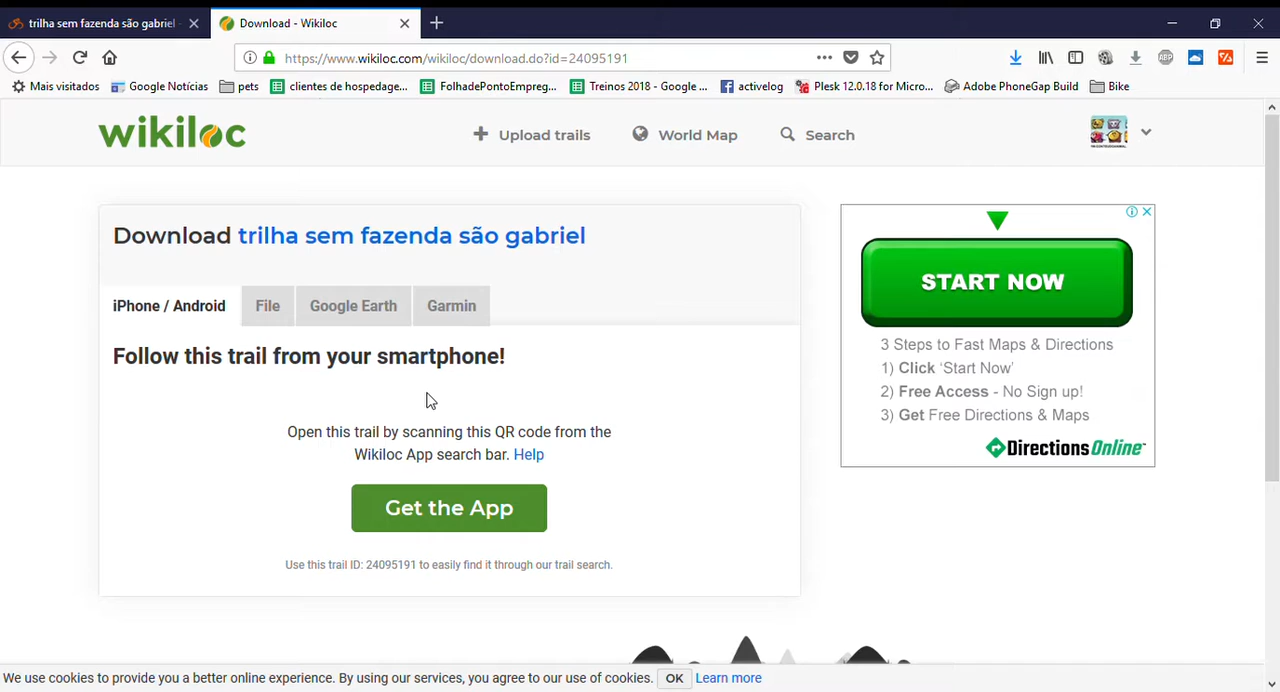 trilha sem fazenda são gabriel
Download - Wikiloc
https://www.wikiloc.com/wikiloc/download.do?id=24095191
Mais visitados
Google Notícias
pets
clientes de hospedage...
FolhadePontoEmpreg...
Treinos 2018 - Google ...
activelog
Plesk 12.0.18 for Micro...
Adobe PhoneGap Build
Bike
wikiloc
Upload trails
World Map
Search
Download trilha sem fazenda são gabriel
iPhone / Android
File
Google Earth
Garmin
Follow this trail from your smartphone!
Open this trail by scanning this QR code from the
Wikiloc App search bar. Help
Get the App
Use this trail ID: 24095191 to easily find it through our trail search.
START NOW
3 Steps to Fast Maps & Directions
1) Click ‘Start Now’
2) Free Access - No Sign up!
3) Get Free Directions & Maps
DirectionsOnline™
We use cookies to provide you a better online experience. By using our services, you agree to our use of cookies. OK Learn more